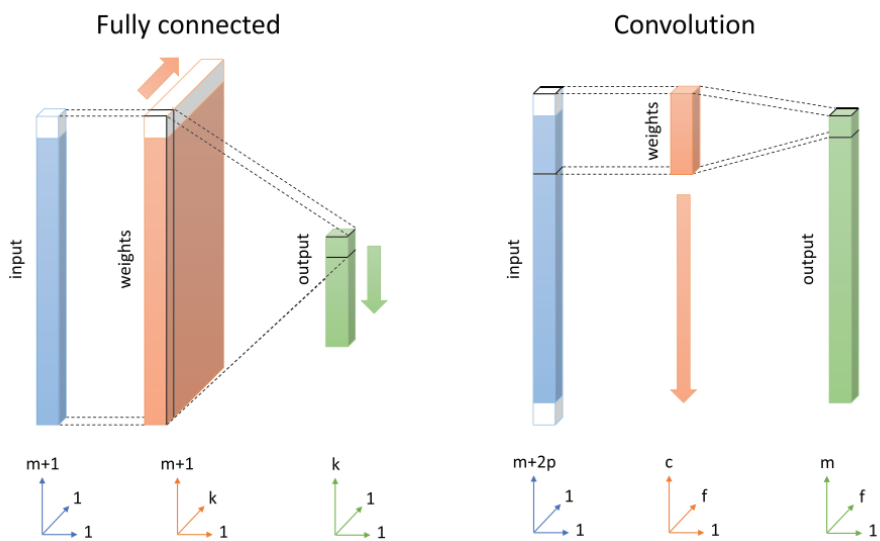 Fully connected
input
weights
output
m+1
1
1
m+1
k
1
k
1
1
Convolution
input
weights
output
m+2p
1
1
c
f
1
m
f
1